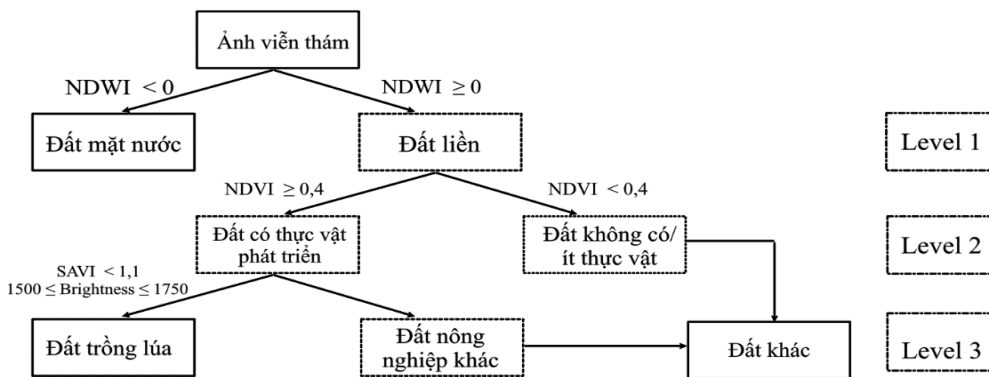 Ảnh viễn thám
NDWI < 0
NDWI ≥ 0
Đất mặt nước
Đất liền
Level 1
NDVI ≥ 0,4
NDVI < 0,4
Đất có thực vật
phát triển
Đất không có/
ít thực vật
Level 2
SAVI < 1,1
1500 ≤ Brightness ≤ 1750
Đất trồng lúa
Đất nông
nghiệp khác
Đất khác
Level 3